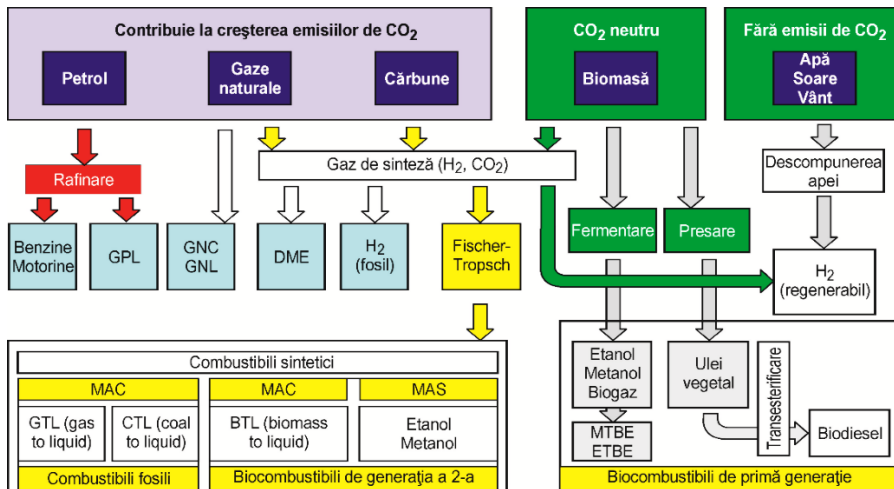 Contribuie la creşterea emisiilor de CO2
Petrol
Gaze
naturale
Cărbune
CO2 neutru
Biomasă
Fără emisii de CO2
Apă
Soare
Vânt
Rafinare
Gaz de sinteză (H2, CO2)
Descompunerea
apei
Benzine
Motorine
GPL
GNC
GNL
DME
H2
(fosil)
Fischer-
Tropsch
Fermentare
Presare
H2
(regenerabil)
Combustibili sintetici
MAC
MAC
MAS
GTL (gas
to liquid)
CTL (coal
to liquid)
BTL (biomass
to liquid)
Etanol
Metanol
Combustibili fosili
Biocombustibili de generaţia a 2-a
Etanol
Metanol
Biogaz
MTBE
ETBE
Ulei
vegetal
Transesterificare
Biodiesel
Biocombustibili de primă generaţie